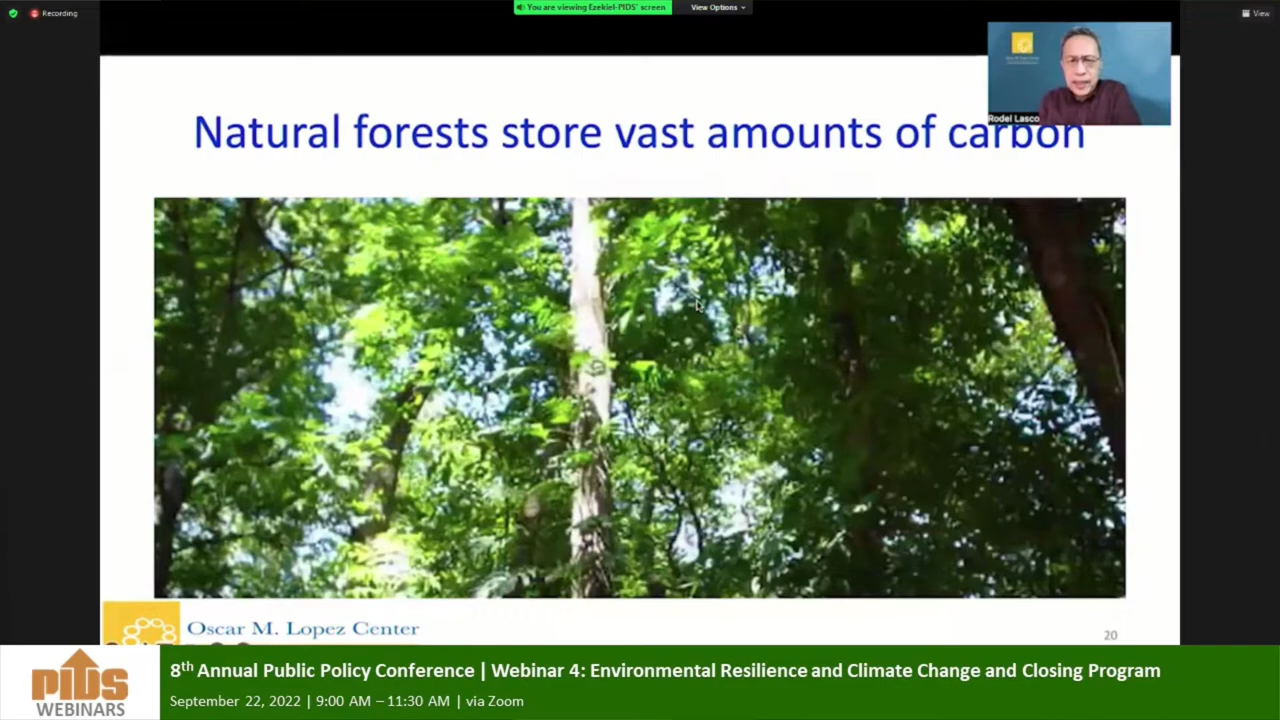 Recording
You are viewing Ezekiel-PIDS' screen
View Options
View
Rodel Lasco
Natural forests store vast amounts of carbon
Oscar M. Lopez Center
20
PIDS
WEBINARS
8th Annual Public Policy Conference | Webinar 4: Environmental Resilience and Climate Change and Closing Program
September 22, 2022 | 9:00 AM – 11:30 AM | via Zoom